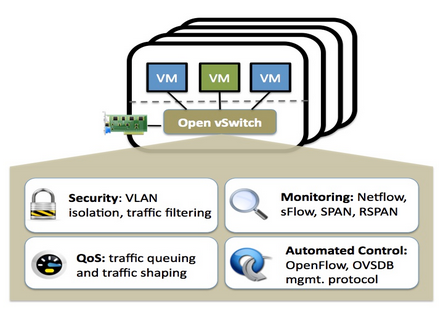 VM
VM
VM
Open vSwitch
Security: VLAN
isolation, traffic filtering
Monitoring: Netflow,
sFlow, SPAN, RSPAN
QoS: traffic queuing
and traffic shaping
Automated Control:
OpenFlow, OVSDB
mgmt. protocol